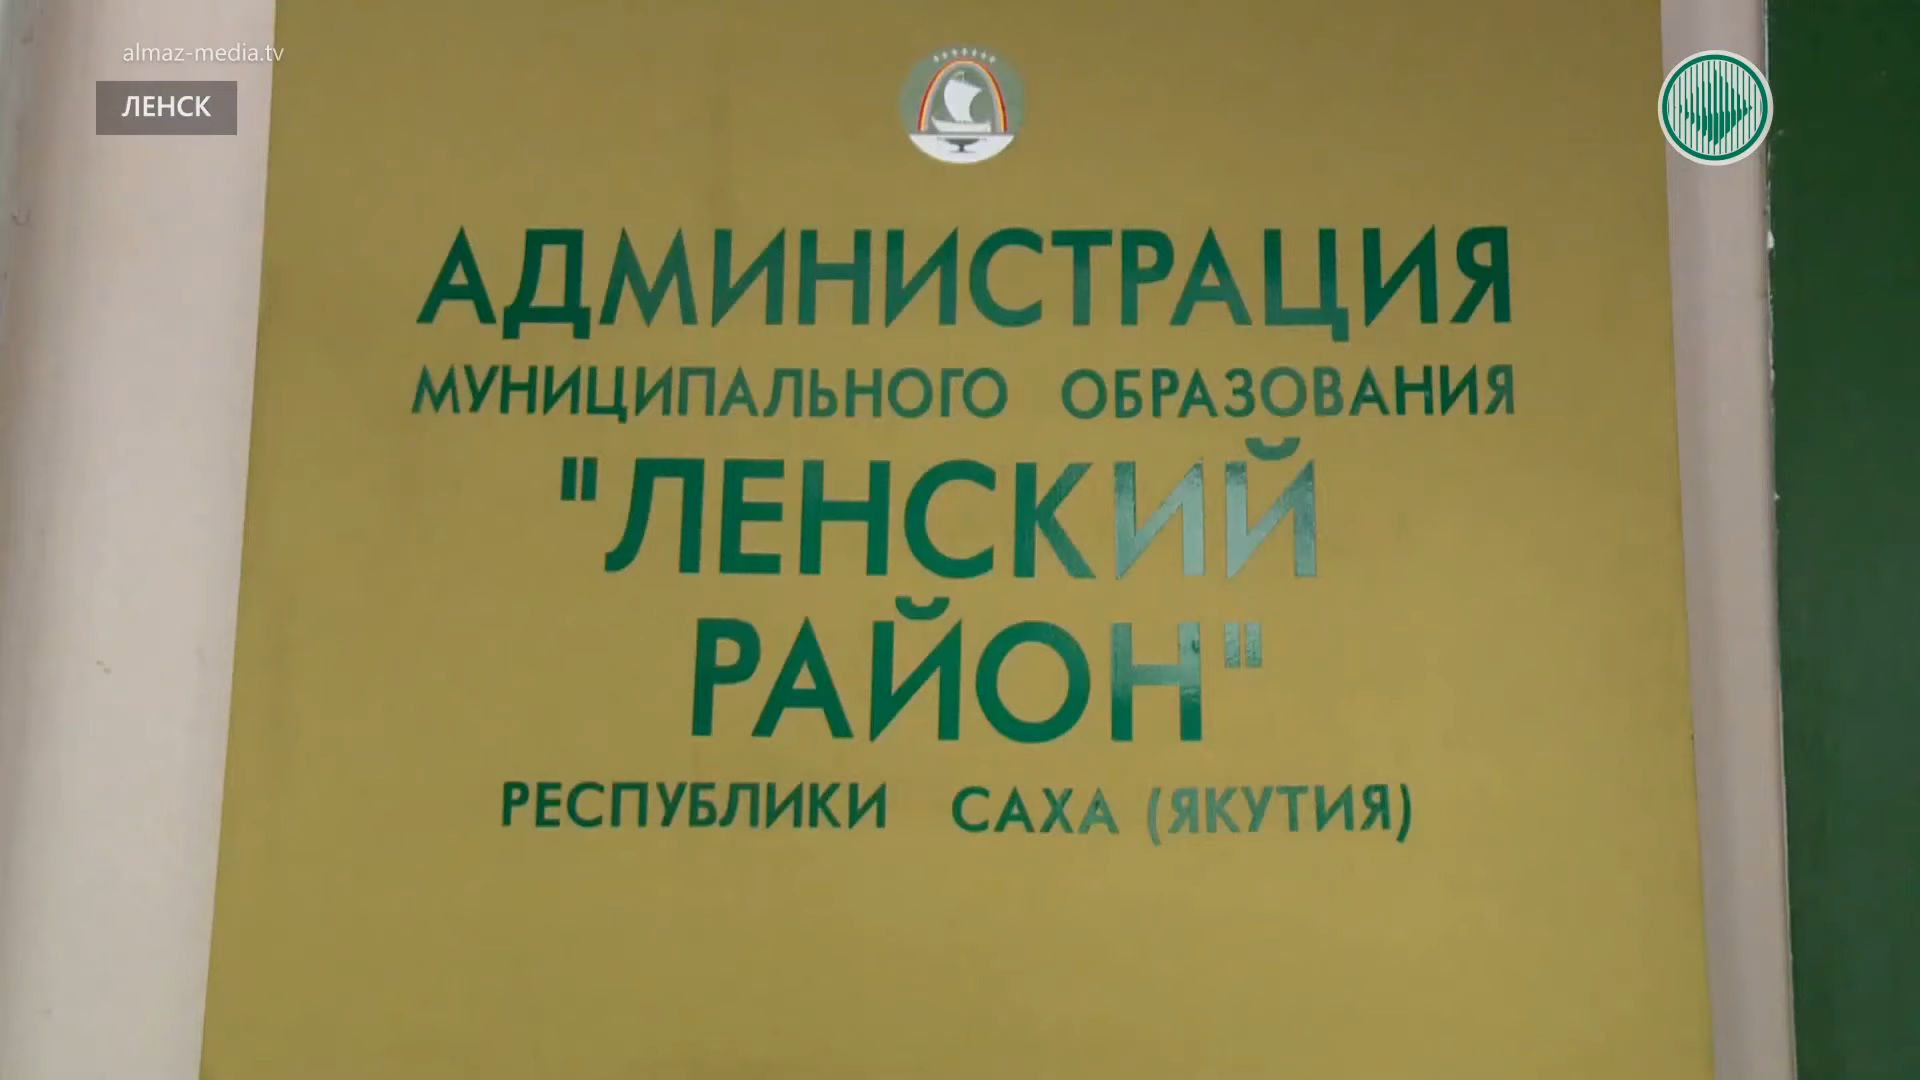 almaz-media.tv
ЛЕНСК
АДМИНИСТРАЦИЯ
МУНИЦИПАЛЬНОГО ОБРАЗОВАНИЯ
"ЛЕНСКИЙ
РАЙОН"
РЕСПУБЛИКИ САХА (ЯКУТИЯ)